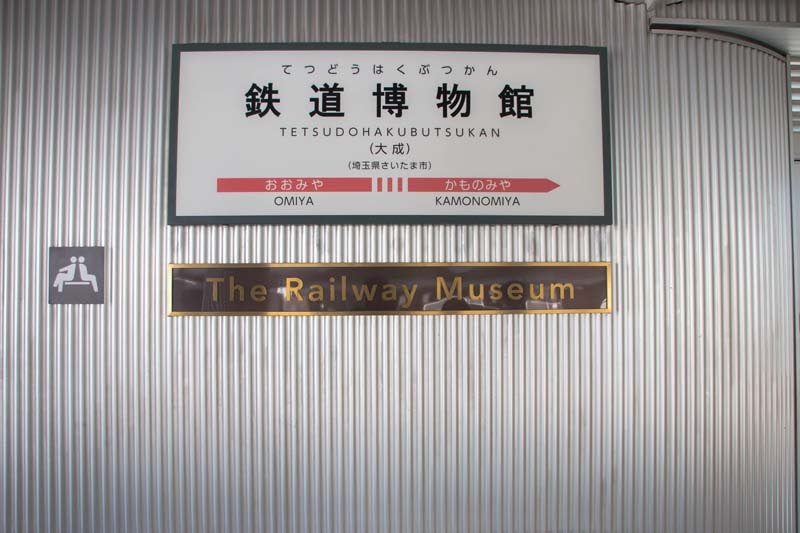 てつどうはくぶつかん
鉄道博物館
TETSUDOHAKUBUTSUKAN
（大成）
（埼玉県さいたま市）
おおみや かものみや
OMIYA KAMONOMIYA
The Railway Museum